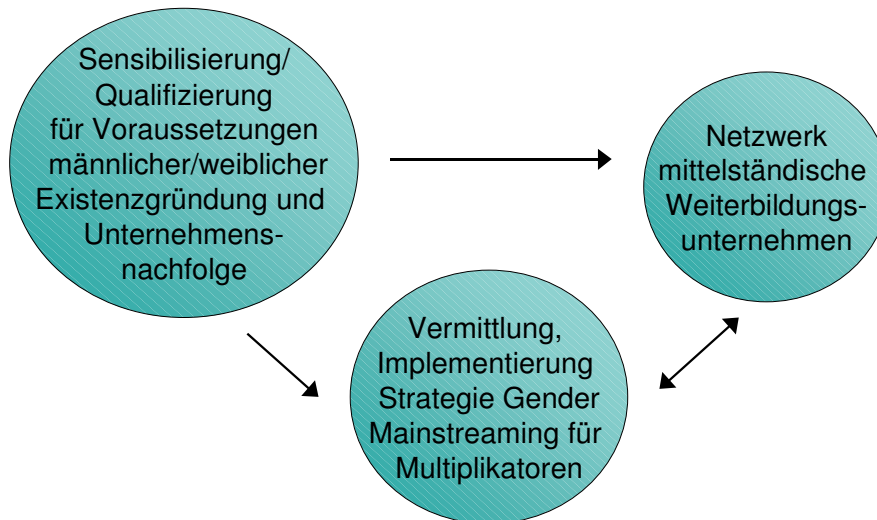 Sensibilisierung/
Qualifizierung
für Voraussetzungen
männlicher/weiblicher
Existenzgründung und
Unternehmens-
nachfolge
Netzwerk
mittelständische
Weiterbildungs-
unternehmen
Vermittlung,
Implementierung
Strategie Gender
Mainstreaming für
Multiplikatoren